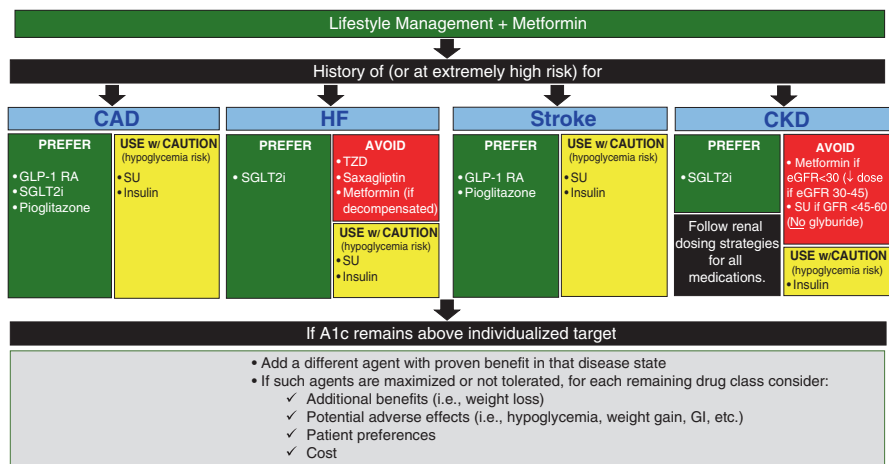 Lifestyle Management + Metformin
History of (or at extremely high risk) for
CAD
PREFER
• GLP-1 RA
• SGLT2i
• Pioglitazone
USE w/ CAUTION
(hypoglycemia risk)
• SU
• Insulin
HF
PREFER
• SGLT2i
AVOID
• TZD
• Saxagliptin
• Metformin (if
decompensated)
USE w/ CAUTION
(hypoglycemia risk)
• SU
• Insulin
Stroke
PREFER
• GLP-1 RA
• Pioglitazone
USE w/ CAUTION
(hypoglycemia risk)
• SU
• Insulin
CKD
PREFER
• SGLT2i
Follow renal
dosing strategies
for all
medications.
AVOID
• Metformin if
eGFR<30 (↓ dose
if eGFR 30-45)
• SU if GFR <45-60
(No glyburide)
USE w/CAUTION
(hypoglycemia risk)
• Insulin
If A1c remains above individualized target
• Add a different agent with proven benefit in that disease state
• If such agents are maximized or not tolerated, for each remaining drug class consider:
✓ Additional benefits (i.e., weight loss)
✓ Potential adverse effects (i.e., hypoglycemia, weight gain, GI, etc.)
✓ Patient preferences
✓ Cost